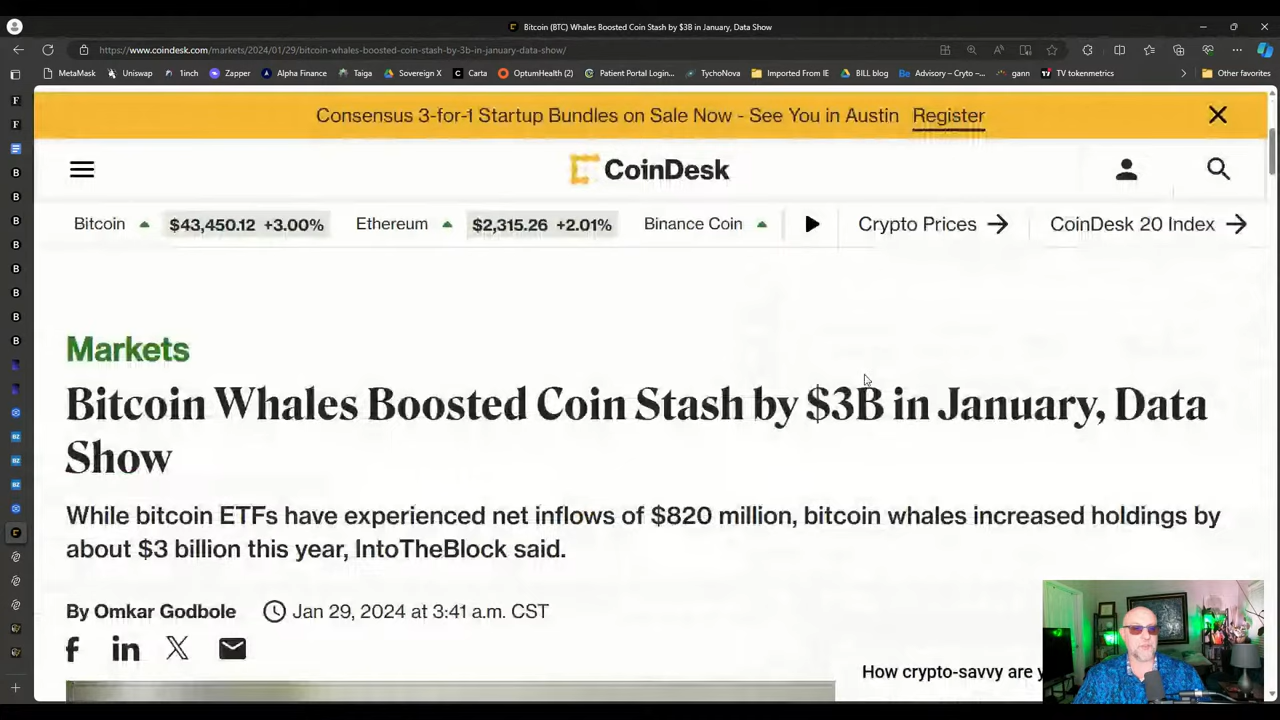 Bitcoin (BTC) Whales Boosted Coin Stash by $3B in January, Data Show
https://www.coindesk.com/markets/2024/01/29/bitcoin-whales-boosted-coin-stash-by-3b-in-january-data-show/
MetaMask Uniswap 1inch Zapper Alpha Finance Taiga Sovereign X Carta OptumHealth (2) Patient Portal Login... TychoNova Imported From IE BILL blog Advisory – Cryto –... gann TV tokenmetrics Other favorites
Consensus 3-for-1 Startup Bundles on Sale Now - See You in Austin Register
CoinDesk
Bitcoin $43,450.12 +3.00% Ethereum $2,315.26 +2.01% Binance Coin Crypto Prices CoinDesk 20 Index
Markets
Bitcoin Whales Boosted Coin Stash by $3B in January, Data
Show
While bitcoin ETFs have experienced net inflows of $820 million, bitcoin whales increased holdings by
about $3 billion this year, IntoTheBlock said.
By Omkar Godbole Jan 29, 2024 at 3:41 a.m. CST
How crypto-savvy are y